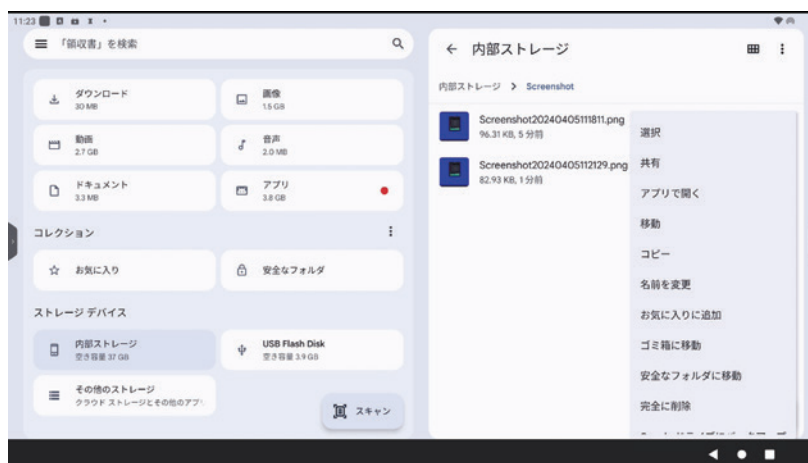 11:23
「領収書」を検索
ダウンロード
30 MB
画像
1.5 GB
動画
2.7 GB
音声
2.0 MB
ドキュメント
3.3 MB
アプリ
3.8 GB
コレクション
お気に入り
安全なフォルダ
ストレージ デバイス
内部ストレージ
空き容量 37 GB
USB Flash Disk
空き容量 3.9 GB
その他のストレージ
クラウド ストレージとその他のアプ
スキャン
内部ストレージ
内部ストレージ > Screenshot
Screenshot20240405111811.png
96.31 KB, 5 分前
Screenshot20240405112129.png
82.93 KB, 1 分前
選択
共有
アプリで開く
移動
コピー
名前を変更
お気に入りに追加
ゴミ箱に移動
安全なフォルダに移動
完全に削除